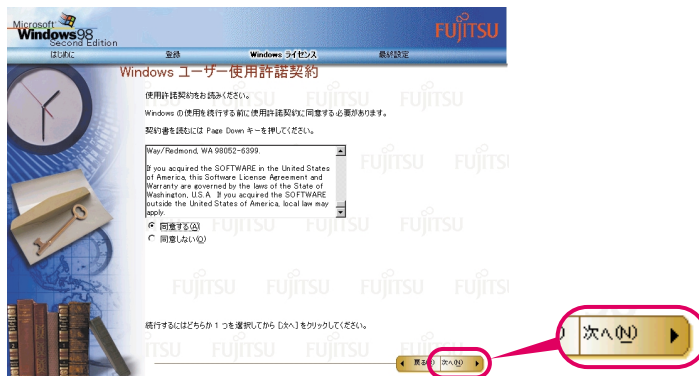 Microsoft
Windows98
Second Edition
FUJITSU
はじめに 登録 Windows ライセンス 最終設定
Windows ユーザー使用許諾契約
使用許諾契約をお読みください。
Windows の使用を続行する前に使用許諾契約に同意する必要があります。
契約書を読むには Page Down キーを押してください。
Way/Redmond, WA 98052-6399.
If you acquired the SOFTWARE in the United States
of America, this Software License Agreement and
Warranty are governed by the laws of the State of
Washington, U.S.A. If you acquired the SOFTWARE
outside the United States of America, local law may
apply.
同意する(A)
同意しない(O)
続行するにはどちらか 1 つを選択してから [次へ] をクリックしてください。
戻る 次へ(N)
次へ(N)